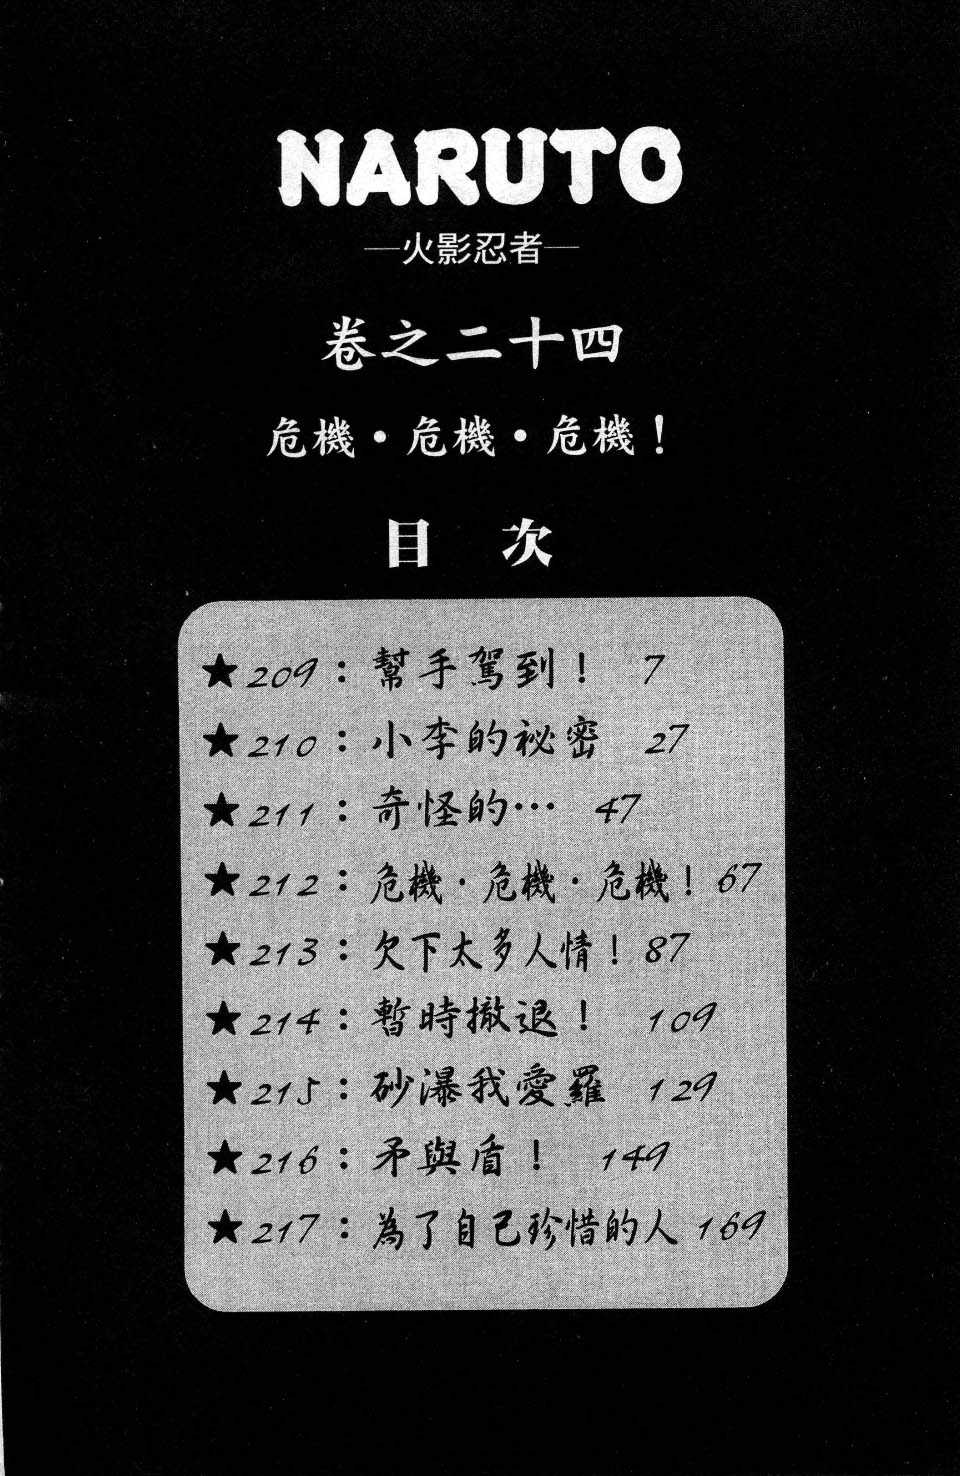 NARUTO
—火影忍者—
卷之二十四
危機・危機・危機！
目 次
★209：幫手駕到！ 7
★210：小李的祕密 27
★211：奇怪的… 47
★212：危機・危機・危機！ 67
★213：欠下太多人情！ 87
★214：暫時撤退！ 109
★215：砂瀑我愛羅 129
★216：矛與盾！ 149
★217：為了自己珍惜的人 169